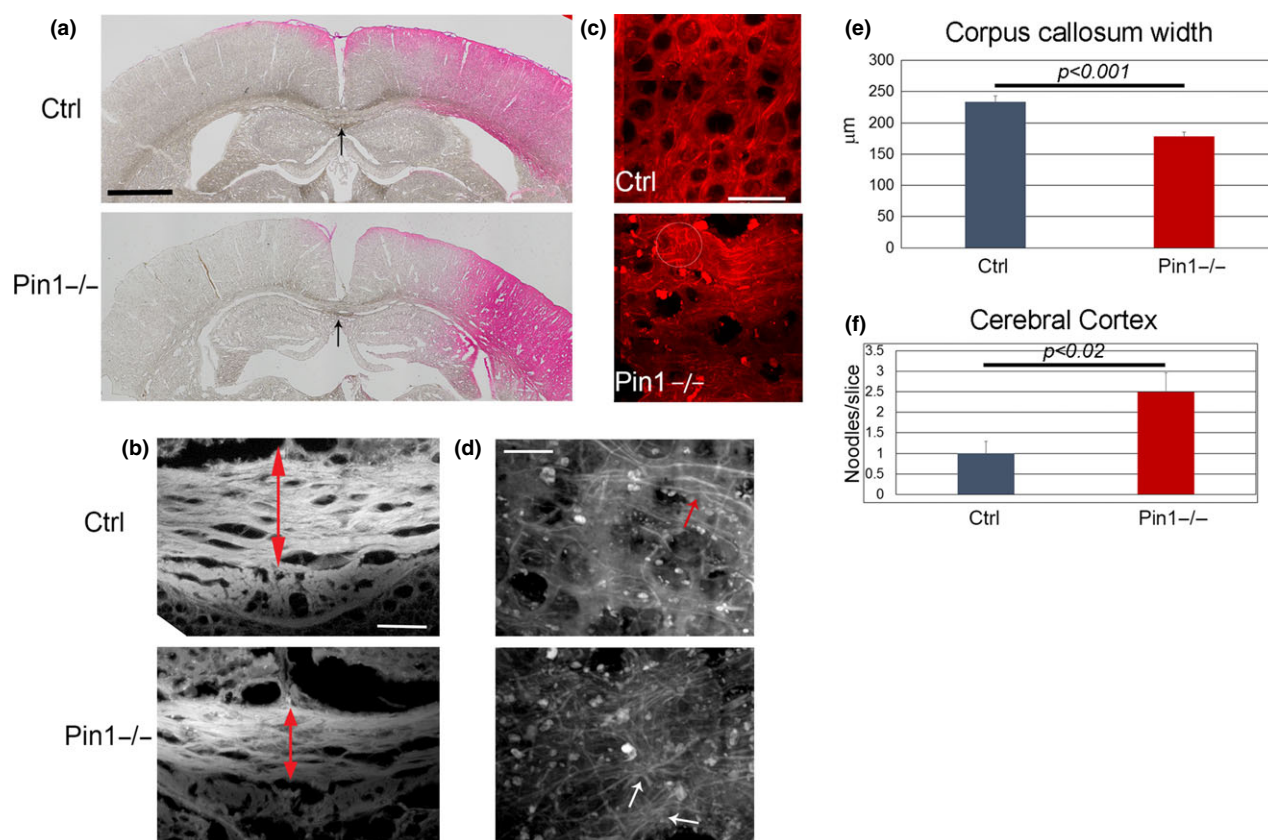 (a)
Ctrl
Pin1–/–
(b)
Ctrl
Pin1–/–
(c)
Ctrl
Pin1–/–
(d)
(e)
Corpus callosum width
p<0.001
µm
300
250
200
150
100
50
0
Ctrl
Pin1–/–
(f)
Cerebral Cortex
p<0.02
Noodles/slice
3.5
3
2.5
2
1.5
1
0.5
0
Ctrl
Pin1–/–